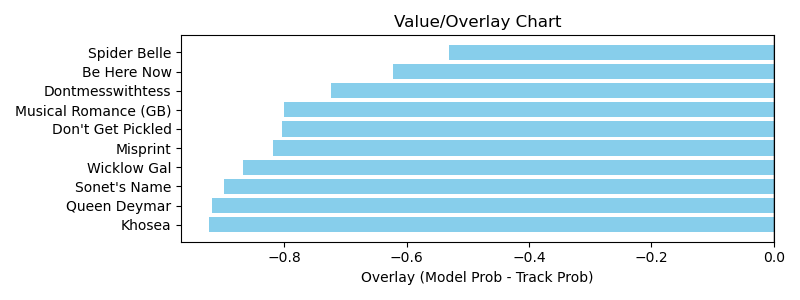 Value/Overlay Chart
Spider Belle
Be Here Now
Dontmesswithtess
Musical Romance (GB)
Don't Get Pickled
Misprint
Wicklow Gal
Sonet's Name
Queen Deymar
Khosea
−0.8 −0.6 −0.4 −0.2 0.0
Overlay (Model Prob - Track Prob)